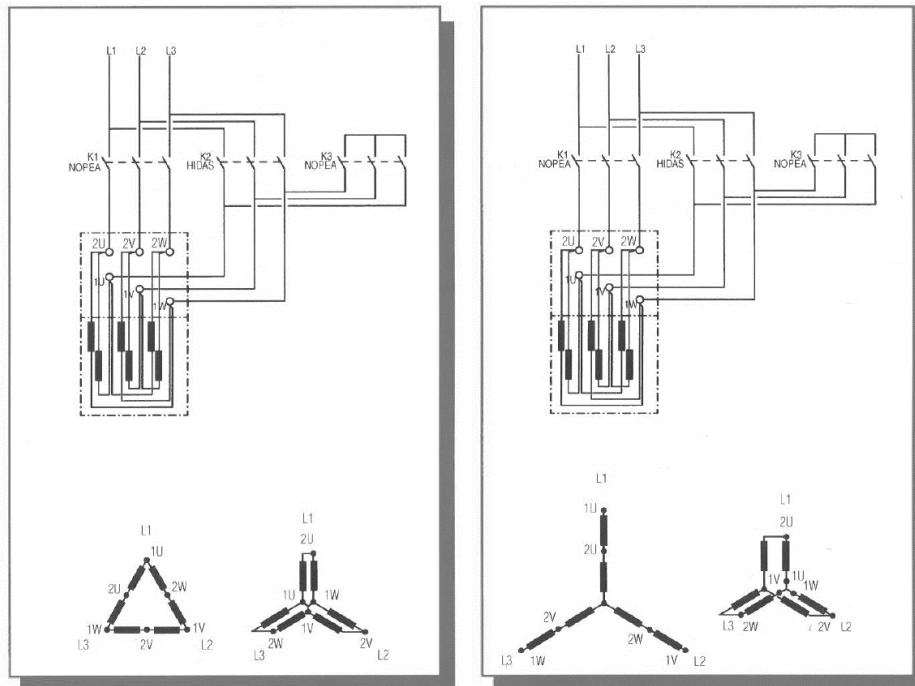 L1 L2 L3
K1 K2 K3
NOPEA HIDAS NOPEA
2U 2V 2W
1U
1V
1W
L1
1U
2U 2W
1W 1V
L3 2V L2
L1
2U
1U 1W
1V
2W 2V
L3 L2
L1 L2 L3
K1 K2 K3
NOPEA HIDAS NOPEA
2U 2V 2W
1U
1V
1W
L1
1U
2U
2V
2W
L3 1W 1V L2
L1
2U
1V 1U
1W
L3 2W 2V L2